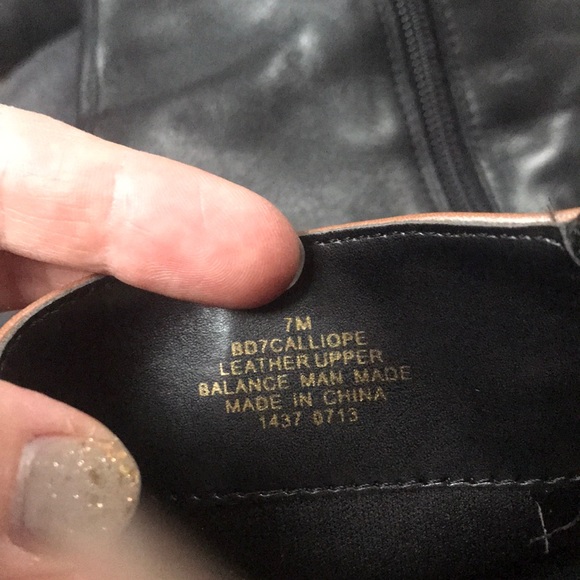 7M
BD7CALLIOPE
LEATHER UPPER
BALANCE MAN MADE
MADE IN CHINA
1437 0713